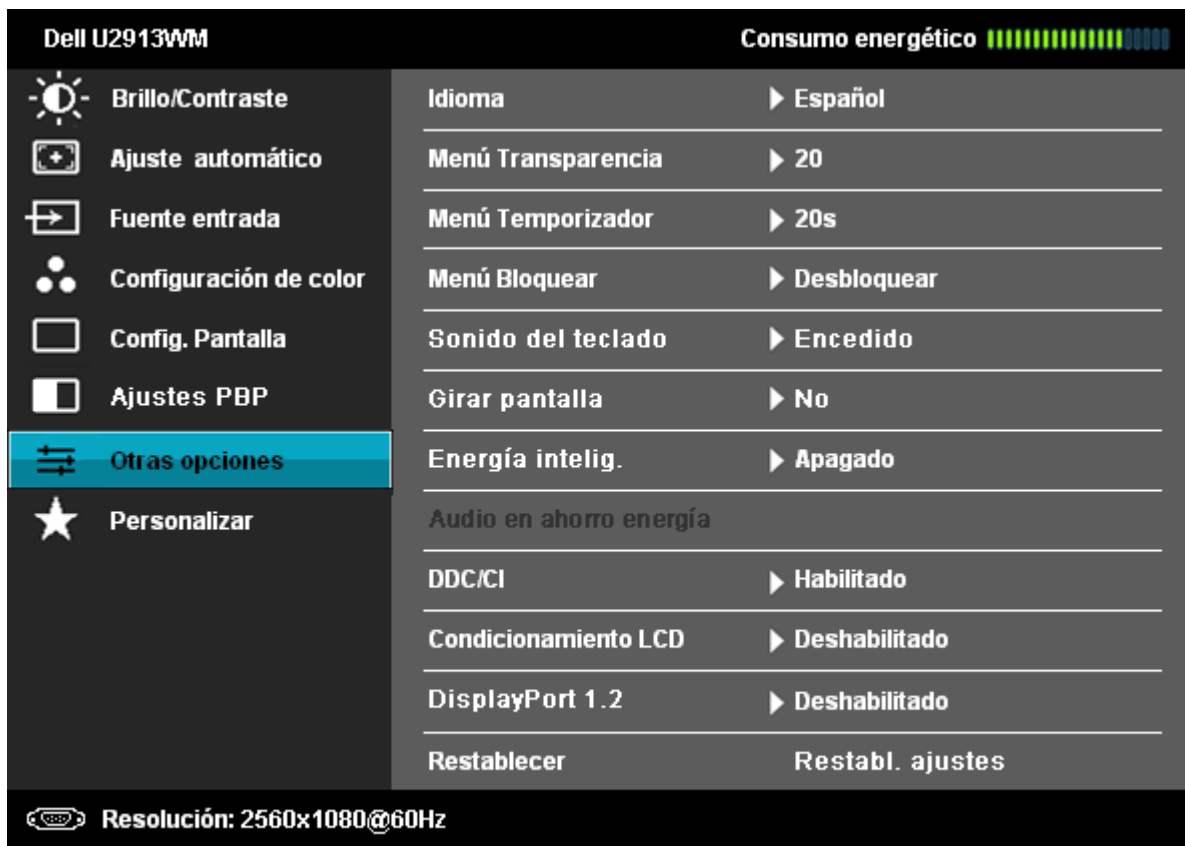 Dell U2913WM Consumo energético
Brillo/Contraste Idioma Español
Ajuste automático Menú Transparencia 20
Fuente entrada Menú Temporizador 20s
Configuración de color Menú Bloquear Desbloquear
Config. Pantalla Sonido del teclado Encedido
Ajustes PBP Girar pantalla No
Otras opciones Energía intelig. Apagado
Personalizar Audio en ahorro energía
DDC/CI Habilitado
Condicionamiento LCD Deshabilitado
DisplayPort 1.2 Deshabilitado
Restablecer Restabl. ajustes
Resolución: 2560x1080@60Hz